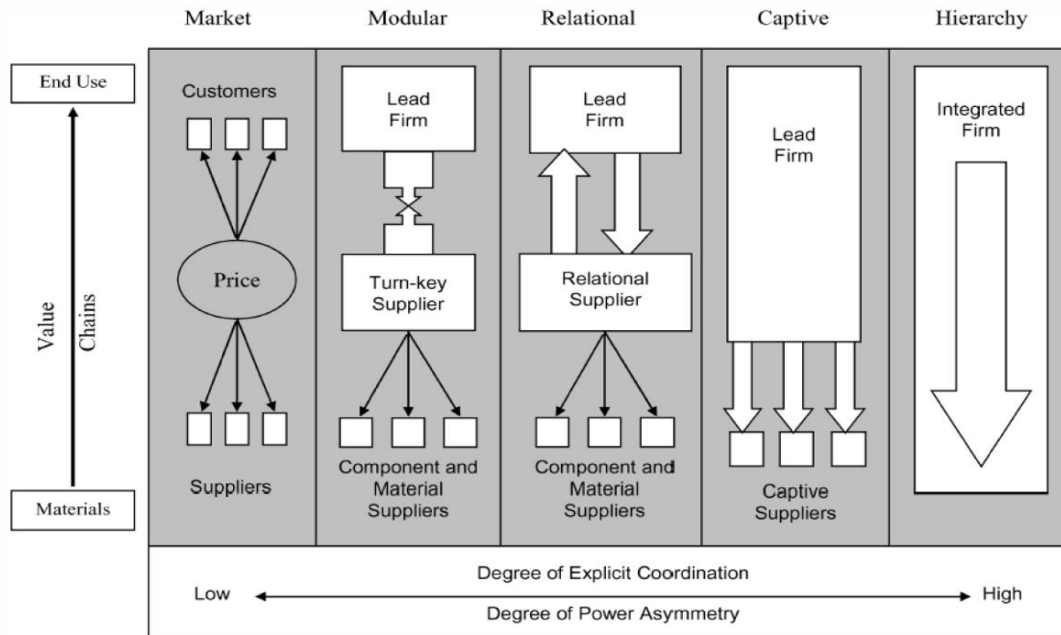 Market
Modular
Relational
Captive
Hierarchy
End Use
Value
Chains
Materials
Customers
Price
Suppliers
Lead
Firm
Turn-key
Supplier
Component and
Material
Suppliers
Lead
Firm
Relational
Supplier
Component and
Material
Suppliers
Lead
Firm
Captive
Suppliers
Integrated
Firm
Degree of Explicit Coordination
Low
High
Degree of Power Asymmetry